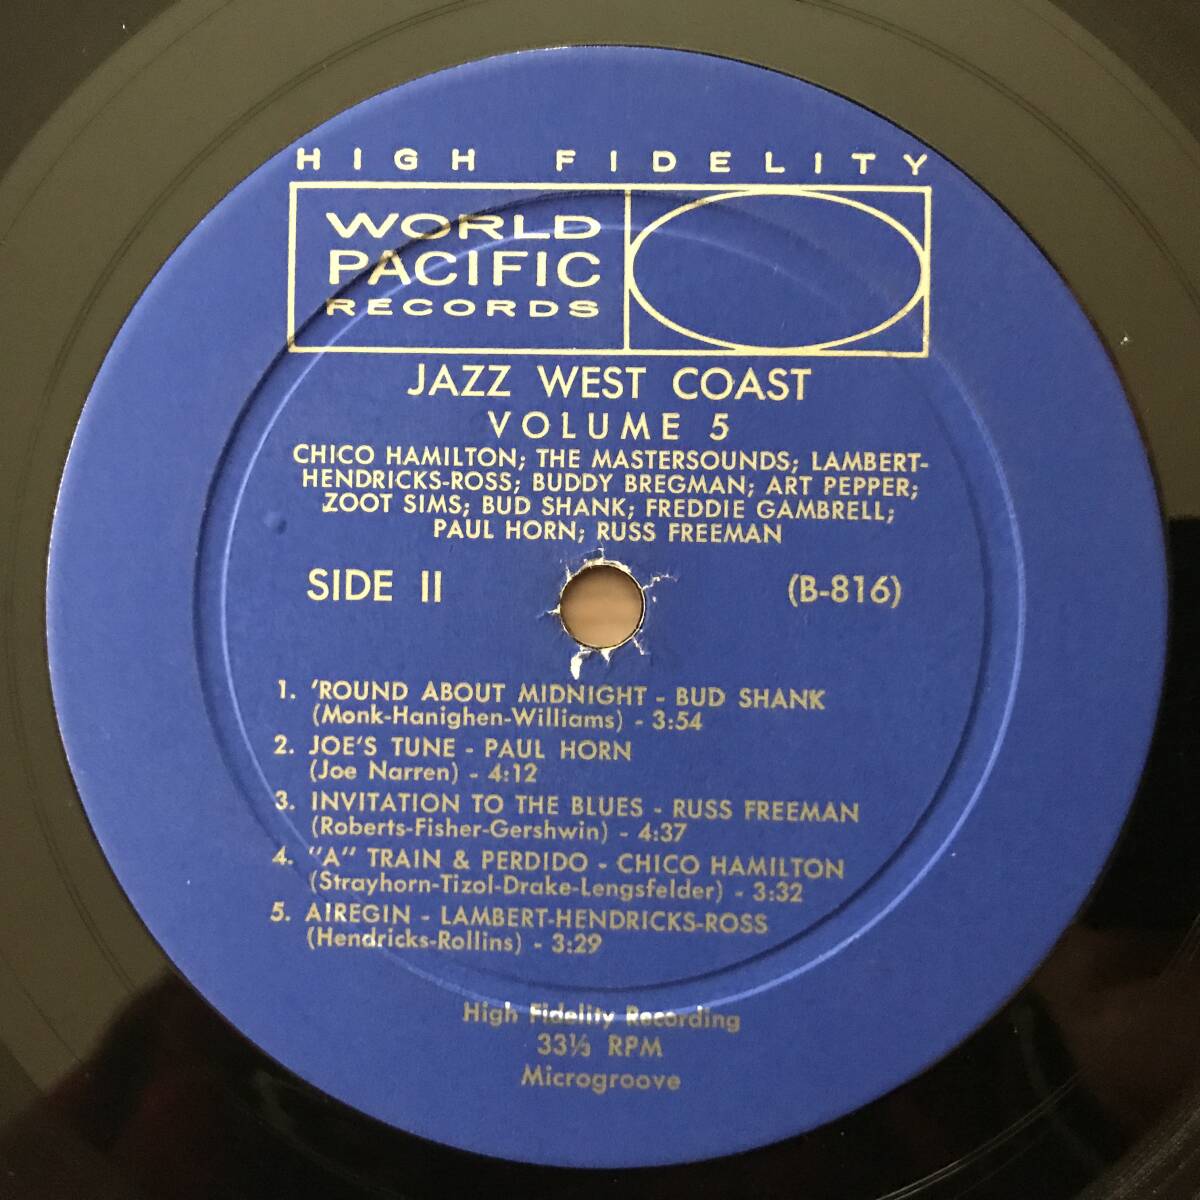 HIGH FIDELITY
WORLD
PACIFIC
RECORDS
JAZZ WEST COAST
VOLUME 5
CHICO HAMILTON; THE MASTERSOUNDS; LAMBERT-
HENDRICKS-ROSS; BUDDY BREGMAN; ART PEPPER;
ZOOT SIMS; BUD SHANK; FREDDIE GAMBRELL;
PAUL HORN; RUSS FREEMAN
SIDE II (B-816)
1. 'ROUND ABOUT MIDNIGHT - BUD SHANK
(Monk-Hanighen-Williams) - 3:54
2. JOE'S TUNE - PAUL HORN
(Joe Narren) - 4:12
3. INVITATION TO THE BLUES - RUSS FREEMAN
(Roberts-Fisher-Gershwin) - 4:37
4. "A" TRAIN & PERDIDO - CHICO HAMILTON
(Strayhorn-Tizol-Drake-Lengsfelder) - 3:32
5. AIREGIN - LAMBERT-HENDRICKS-ROSS
(Hendricks-Rollins) - 3:29
High Fidelity Recording
33⅓ RPM
Microgroove